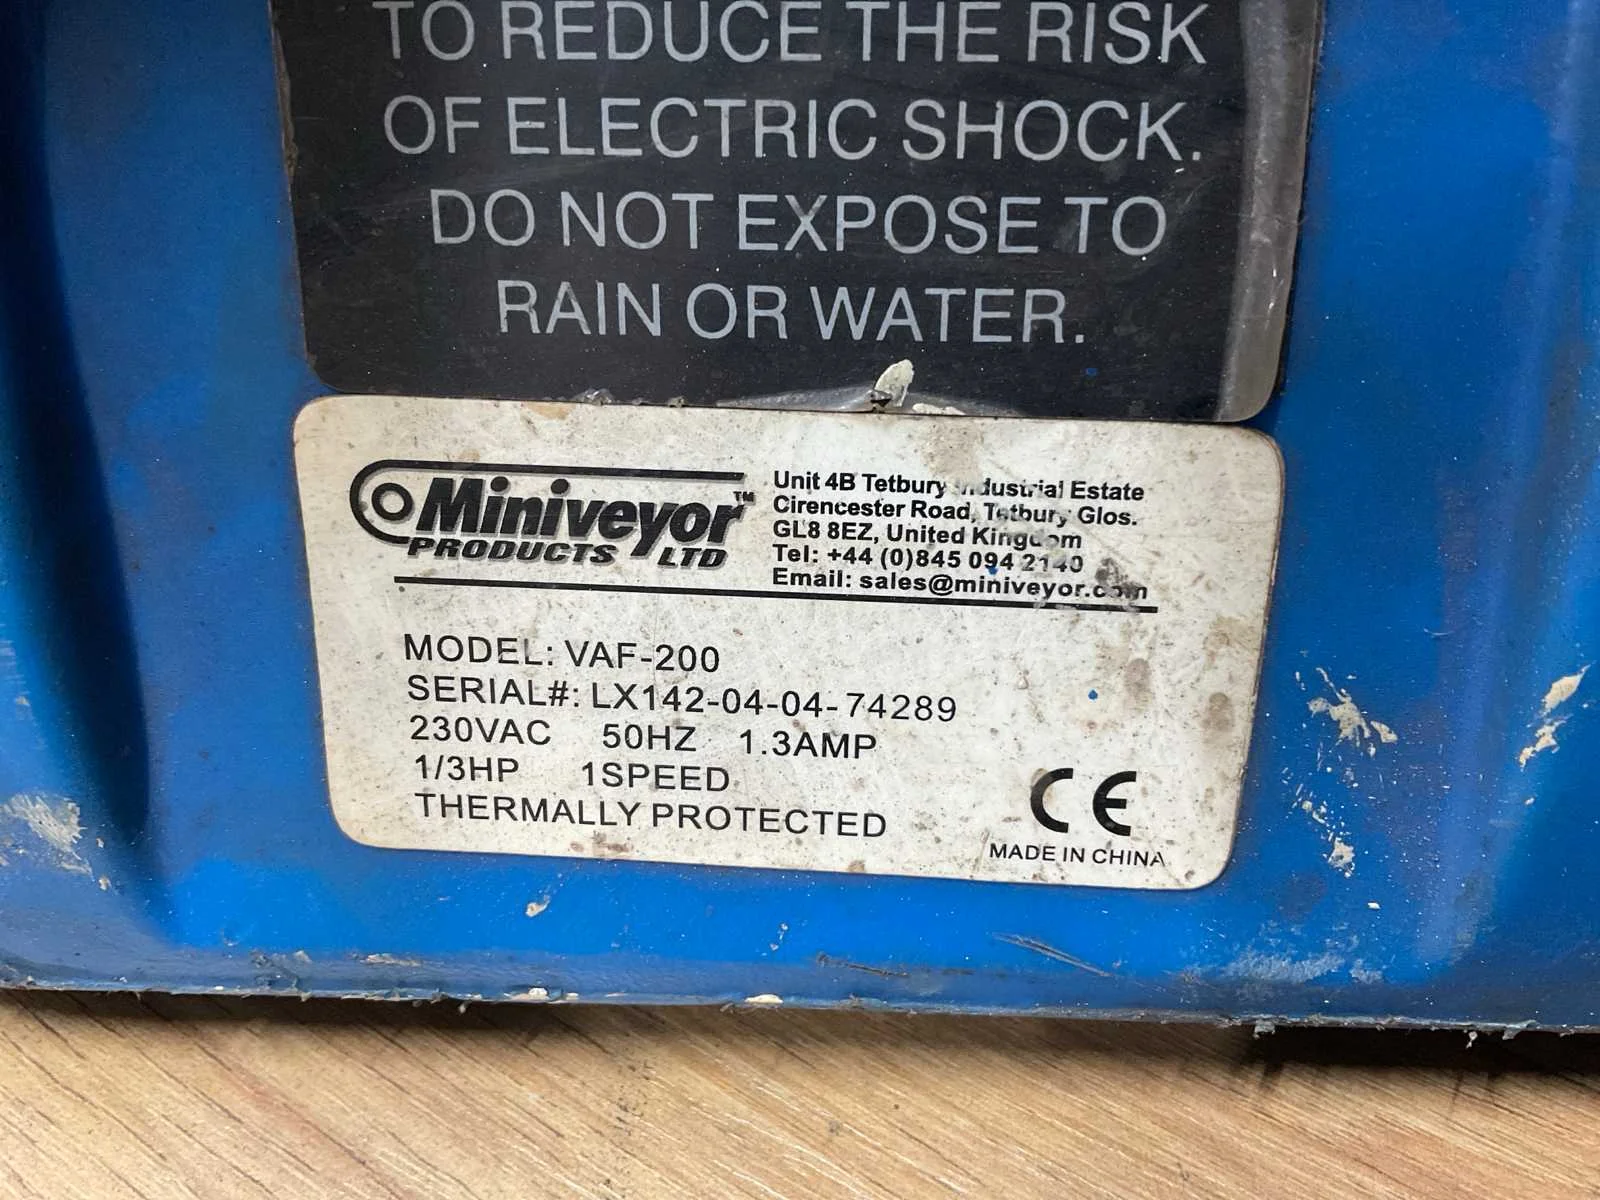 TO REDUCE THE RISK
OF ELECTRIC SHOCK.
DO NOT EXPOSE TO
RAIN OR WATER.
Miniveyor™
PRODUCTS LTD
Unit 4B Tetbury Industrial Estate
Cirencester Road, Tetbury Glos.
GL8 8EZ, United Kingdom
Tel: +44 (0)845 094 2140
Email: sales@miniveyor.com
MODEL: VAF-200
SERIAL#: LX142-04-04-74289
230VAC 50HZ 1.3AMP
1/3HP 1SPEED
THERMALLY PROTECTED
CE
MADE IN CHINA